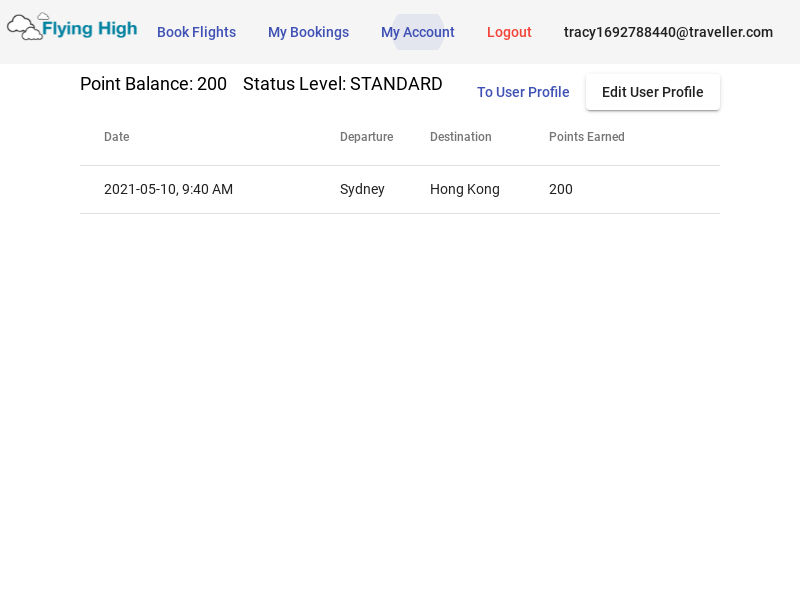 Flying High Book Flights My Bookings My Account Logout tracy1692788440@traveller.com
Point Balance: 200 Status Level: STANDARD To User Profile Edit User Profile
Date Departure Destination Points Earned
2021-05-10, 9:40 AM Sydney Hong Kong 200